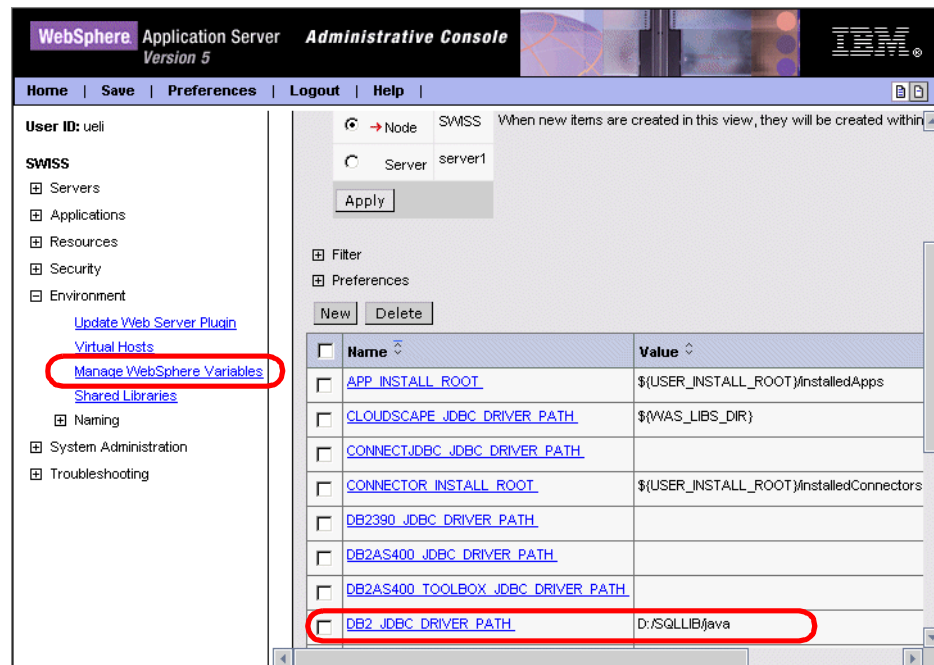 WebSphere Application Server Administrative Console
Version 5
IBM
Home | Save | Preferences | Logout | Help |
User ID: ueli
SWISS
Servers
Applications
Resources
Security
Environment
Update Web Server Plugin
Virtual Hosts
Manage WebSphere Variables
Shared Libraries
Naming
System Administration
Troubleshooting
Node SWISS When new items are created in this view, they will be created within
Server server1
Apply
Filter
Preferences
New Delete
Name Value
APP_INSTALL_ROOT ${USER_INSTALL_ROOT}/installedApps
CLOUDSCAPE_JDBC_DRIVER_PATH ${WAS_LIBS_DIR}
CONNECTJDBC_JDBC_DRIVER_PATH
CONNECTOR_INSTALL_ROOT ${USER_INSTALL_ROOT}/installedConnectors
DB2390_JDBC_DRIVER_PATH
DB2AS400_JDBC_DRIVER_PATH
DB2AS400_TOOLBOX_JDBC_DRIVER_PATH
DB2_JDBC_DRIVER_PATH D:/SQLLIB/java